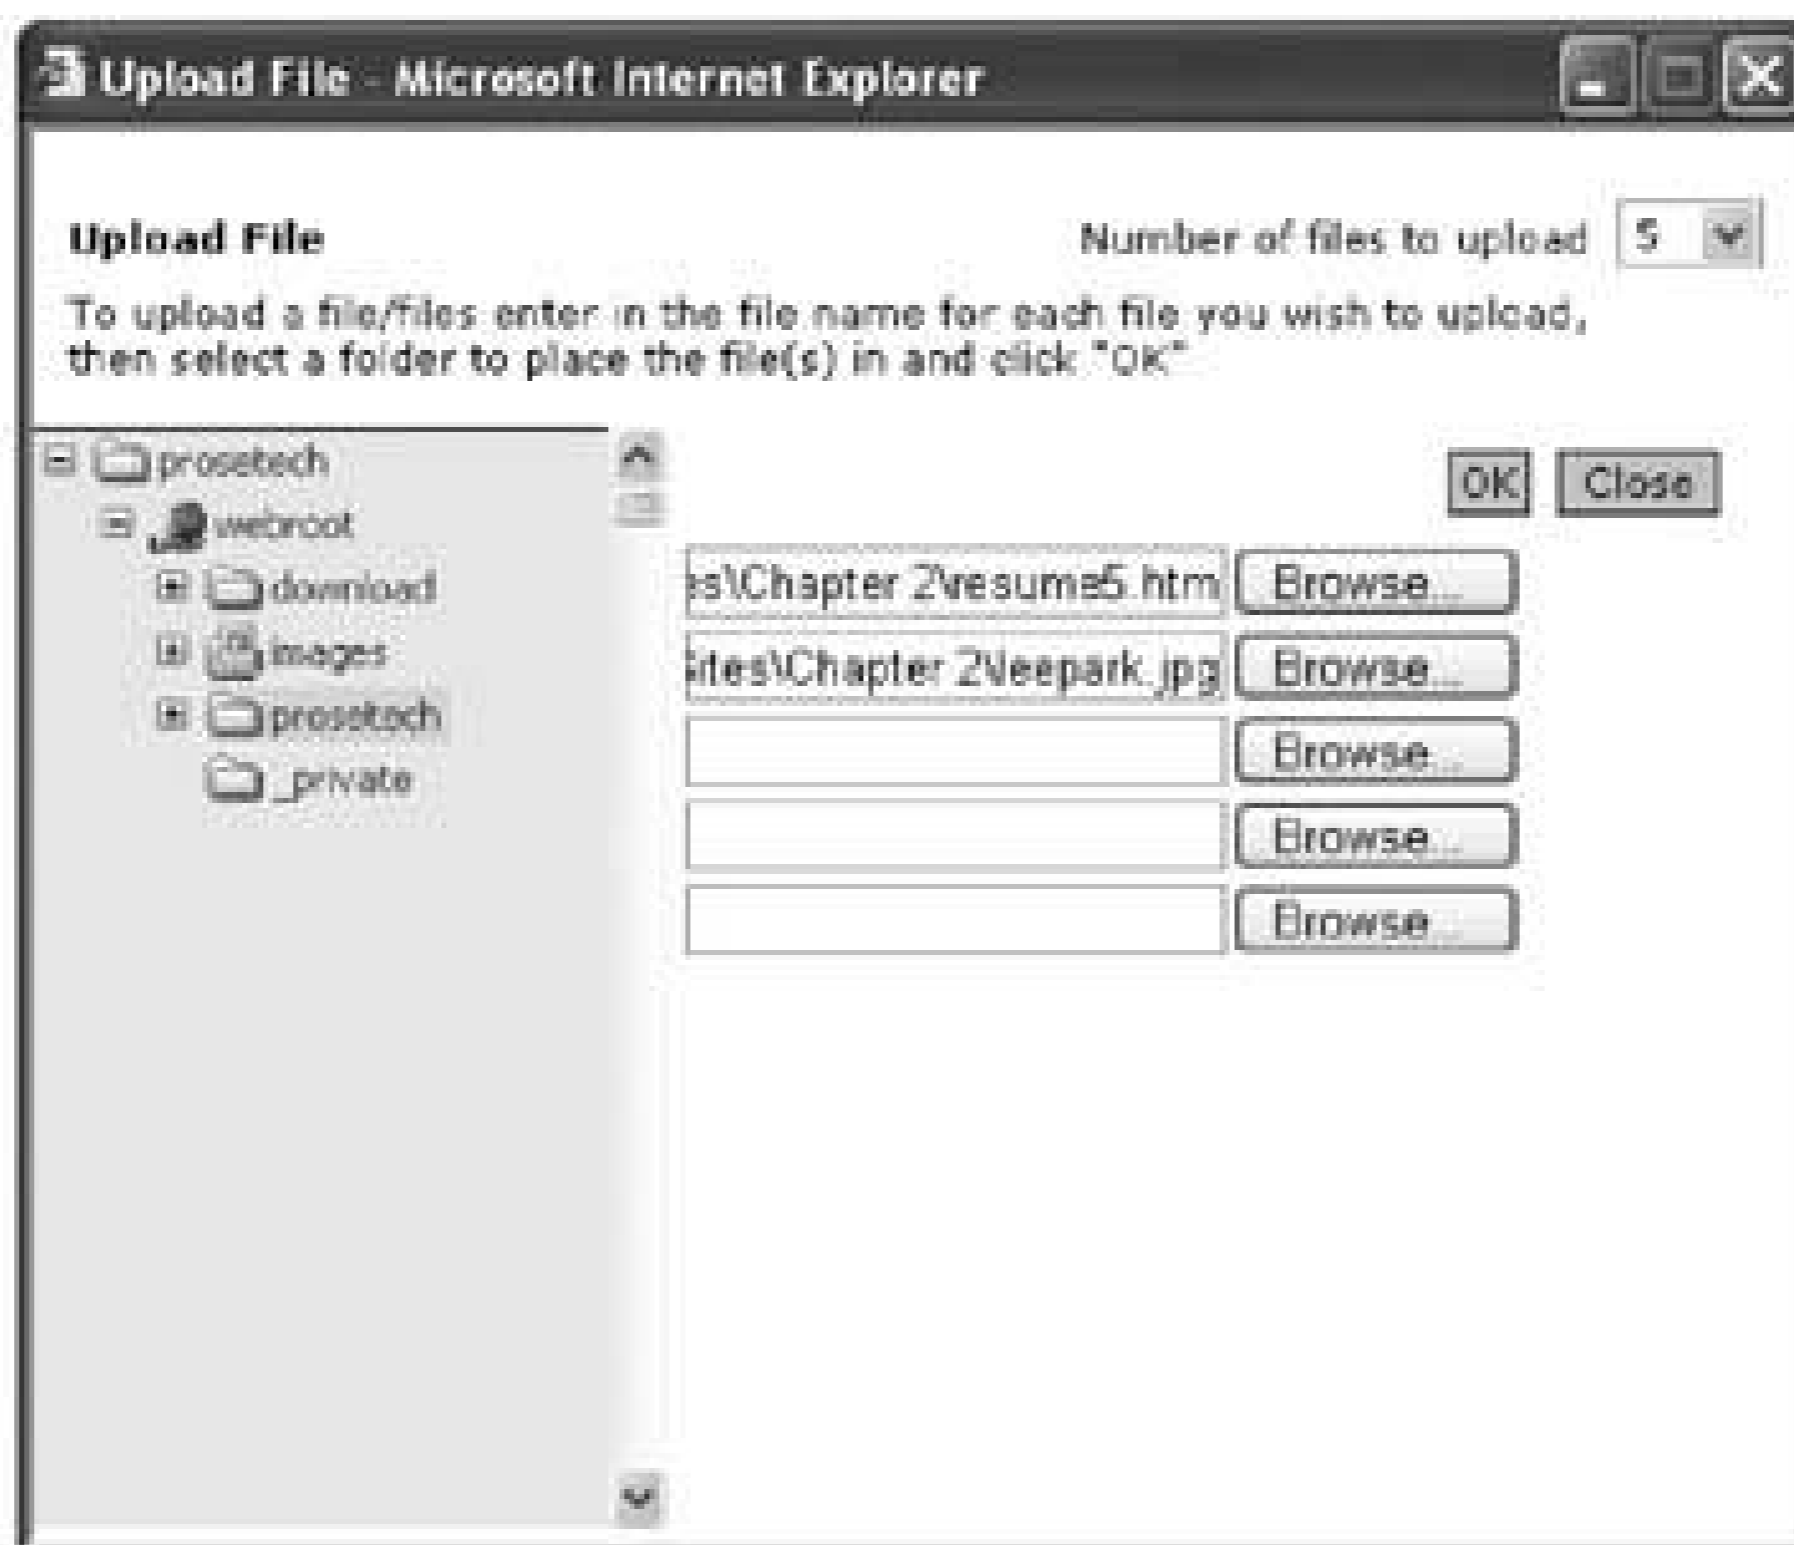 Upload File - Microsoft Internet Explorer
Upload File
Number of files to upload 5
To upload a file/files enter in the file name for each file you wish to upload,
then select a folder to place the file(s) in and click "OK"
prosetech
webroot
download
images
prosetech
_private
OK Close
es\Chapter 2\resume5.htm Browse...
Sites\Chapter 2\leepark.jpg Browse...
Browse...
Browse...
Browse...